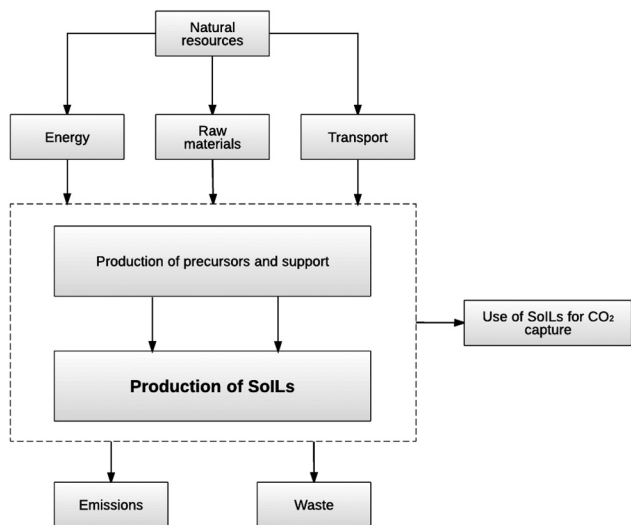 Natural
resources
Energy
Raw
materials
Transport
Production of precursors and support
Production of SoILs
Use of SoILs for CO₂
capture
Emissions
Waste